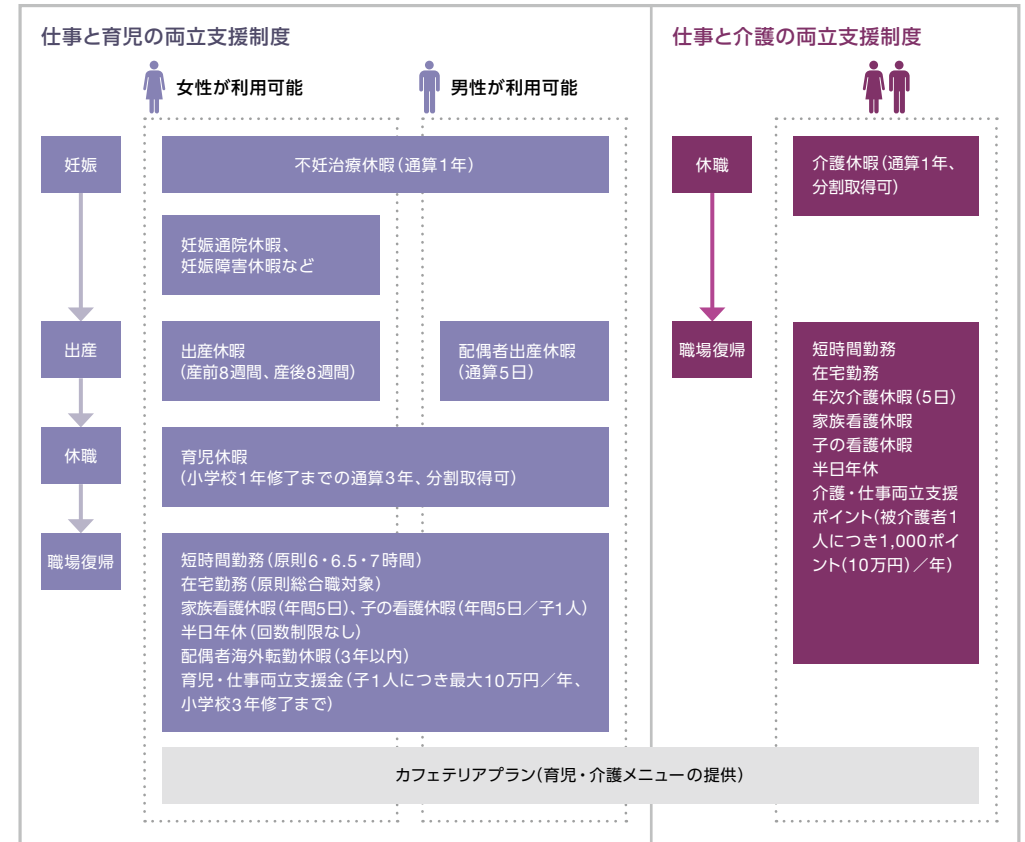 仕事と育児の両立支援制度
女性が利用可能
男性が利用可能
妊娠
不妊治療休暇(通算1年)
妊娠通院休暇、
妊娠障害休暇など
出産
出産休暇
(産前8週間、産後8週間)
配偶者出産休暇
(通算5日)
休職
育児休暇
(小学校1年修了までの通算3年、分割取得可)
職場復帰
短時間勤務(原則6・6.5・7時間)
在宅勤務(原則総合職対象)
家族看護休暇(年間5日)、子の看護休暇(年間5日/子1人)
半日年休(回数制限なし)
配偶者海外転勤休暇(3年以内)
育児・仕事両立支援金(子1人につき最大10万円/年、
小学校3年修了まで)
仕事と介護の両立支援制度
休職
介護休暇(通算1年、
分割取得可)
職場復帰
短時間勤務
在宅勤務
年次介護休暇(5日)
家族看護休暇
子の看護休暇
半日年休
介護・仕事両立支援
ポイント(被介護者1
人につき1,000ポイ
ント(10万円)/年)
カフェテリアプラン(育児・介護メニューの提供)